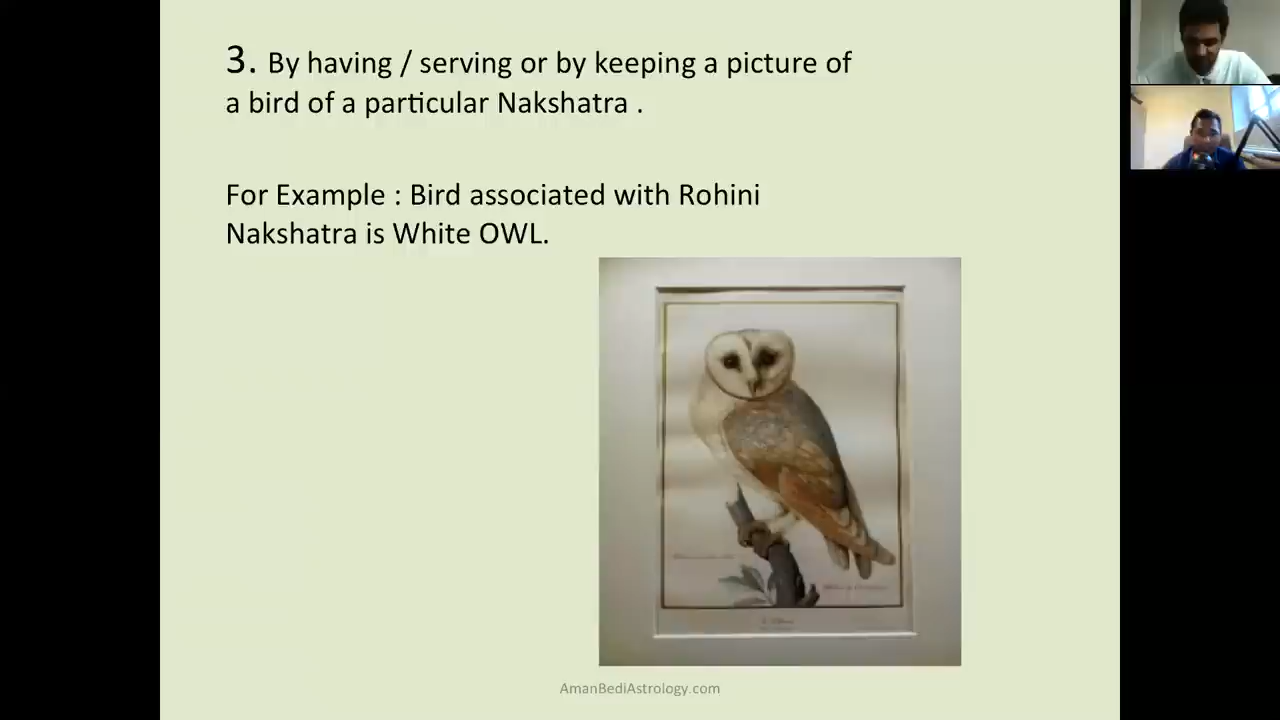 3. By having / serving or by keeping a picture of
a bird of a particular Nakshatra .
For Example : Bird associated with Rohini
Nakshatra is White OWL.
AmanBediAstrology.com